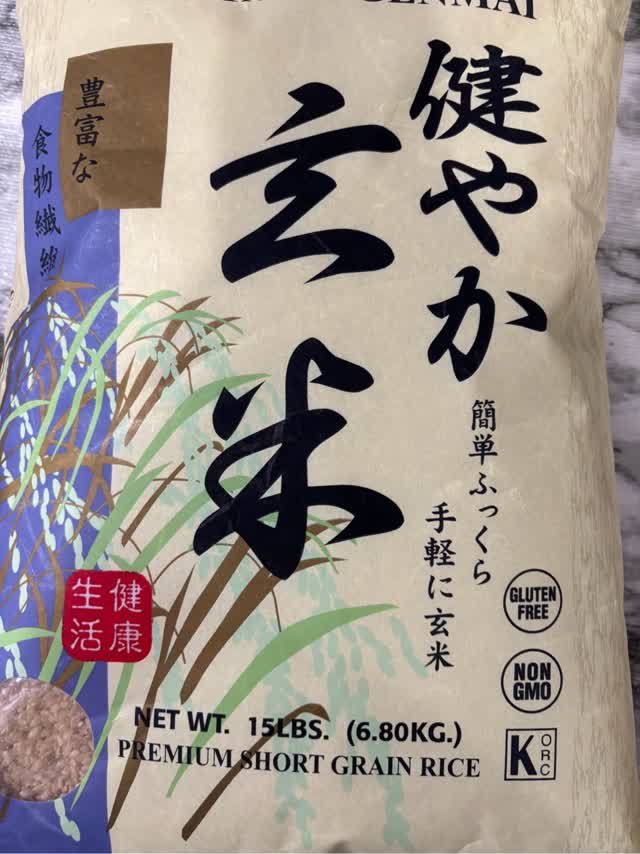 GENMAI
健やか
玄米
豊富な
食物繊維
簡単ふっくら
手軽に玄米
健康
生活
GLUTEN
FREE
NON
GMO
K
ORC
NET WT. 15LBS. (6.80KG.)
PREMIUM SHORT GRAIN RICE